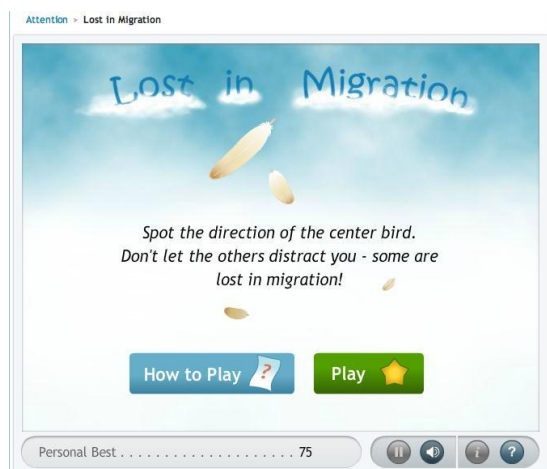 Attention > Lost in Migration
Lost in Migration
Spot the direction of the center bird.
Don't let the others distract you - some are
lost in migration!
How to Play ?
Play
Personal Best . . . . . . . . . . . . . . . . . . . . . 75
i ?